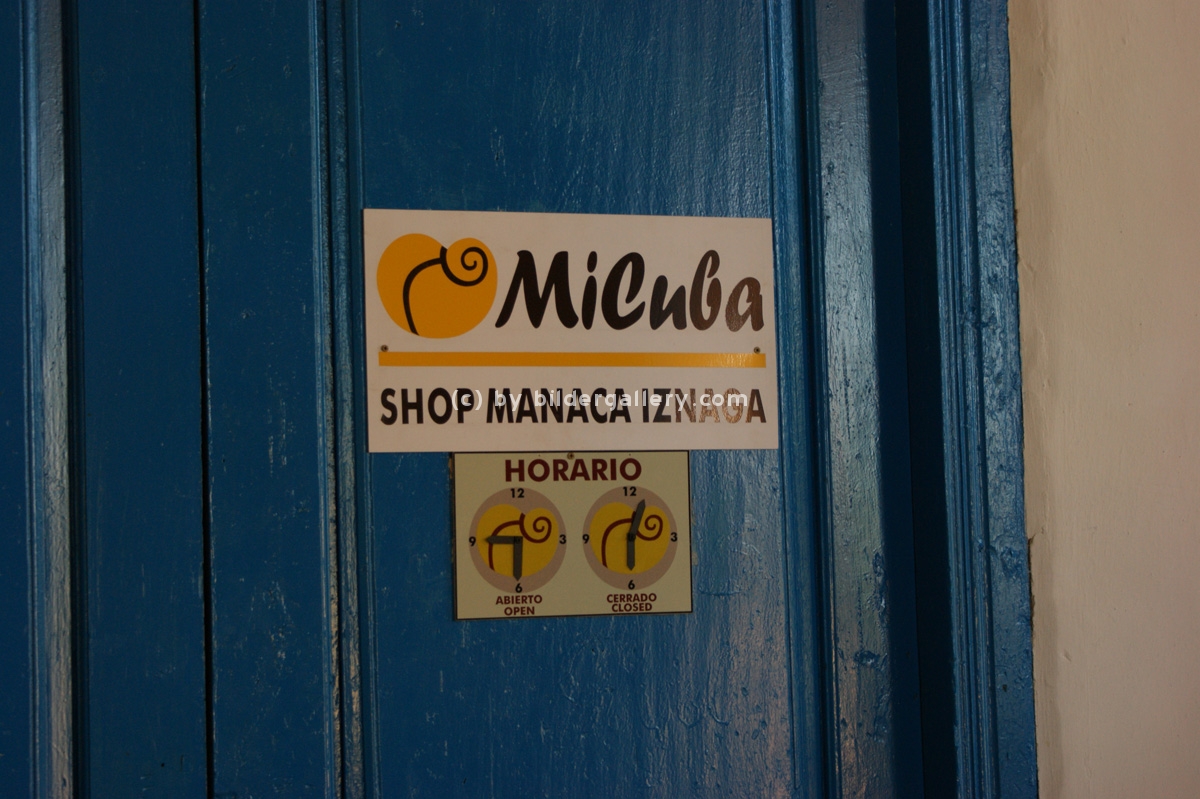 MiCuba
SHOP MANACA IZNAGA
(c) by bildergallery.com
HORARIO
12 12
9 3 9 3
6 6
ABIERTO CERRADO
OPEN CLOSED